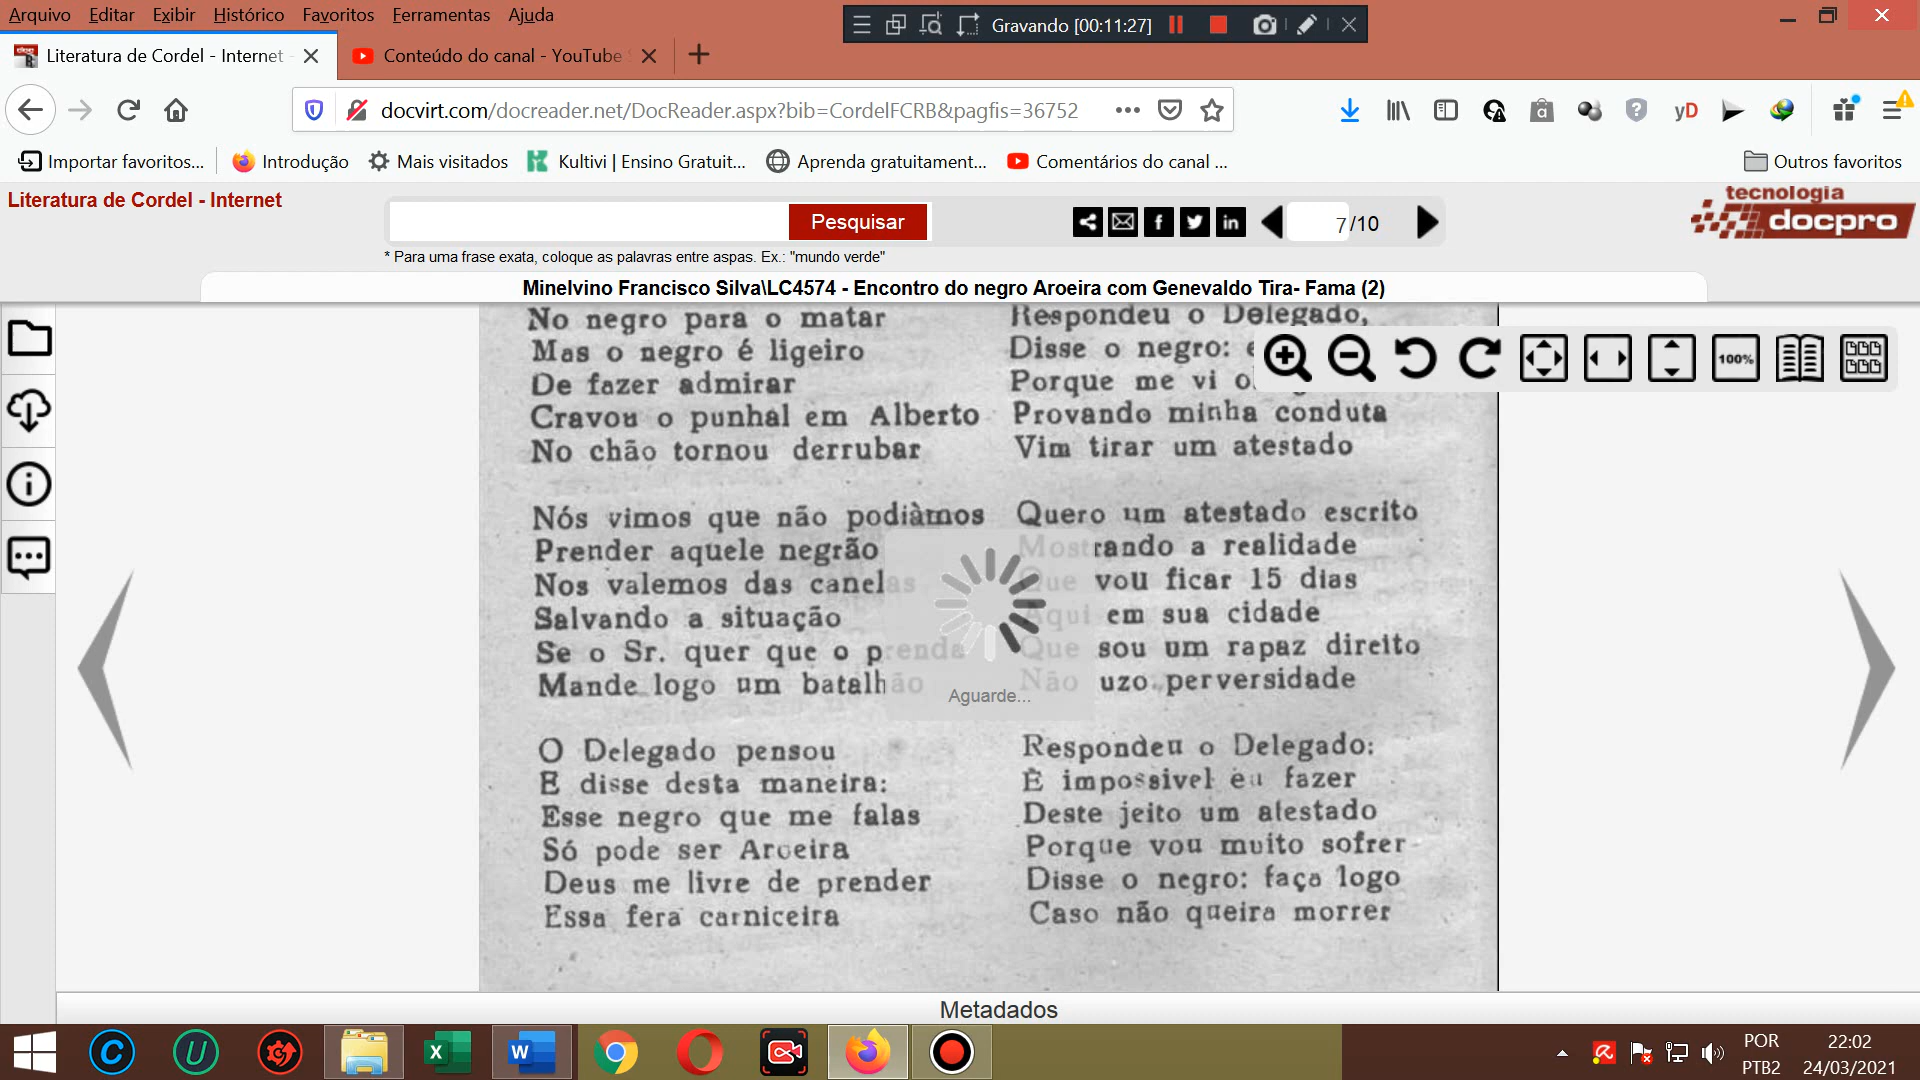 Arquivo Editar Exibir Histórico Favoritos Ferramentas Ajuda
Gravando [00:11:27]
Literatura de Cordel - Internet -
Conteúdo do canal - YouTube
docvirt.com/docreader.net/DocReader.aspx?bib=CordelFCRB&pagfis=36752
yD
Importar favoritos...
Introdução
Mais visitados
Kultivi | Ensino Gratuit...
Aprenda gratuitament...
Comentários do canal ...
Outros favoritos
Literatura de Cordel - Internet
Pesquisar
7/10
tecnologia
docpro
* Para uma frase exata, coloque as palavras entre aspas. Ex.: "mundo verde"
Minelvino Francisco Silva\LC4574 - Encontro do negro Aroeira com Genevaldo Tira- Fama (2)
100%
No negro para o matar
Mas o negro é ligeiro
De fazer admirar
Cravou o punhal em Alberto
No chão tornou derrubar
Nós vimos que não podiàmos
Prender aquele negrão
Nos valemos das canelas
Salvando a situação
Se o Sr. quer que o prenda
Mande logo um batalhão
O Delegado pensou
E disse desta maneira:
Esse negro que me falas
Só pode ser Aroeira
Deus me livre de prender
Essa fera carniceira
Respondeu o Delegado,
Disse o negro:
Porque me vi
Provando minha conduta
Vim tirar um atestado
Quero um atestado escrito
Mostrando a realidade
Que vou ficar 15 dias
Aqui em sua cidade
Que sou um rapaz direito
Não uzo perversidade
Respondeu o Delegado:
È impossivel eu fazer
Deste jeito um atestado
Porque vou muito sofrer
Disse o negro: faça logo
Caso não queira morrer
Aguarde...
Metadados
POR
PTB2
22:02
24/03/2021